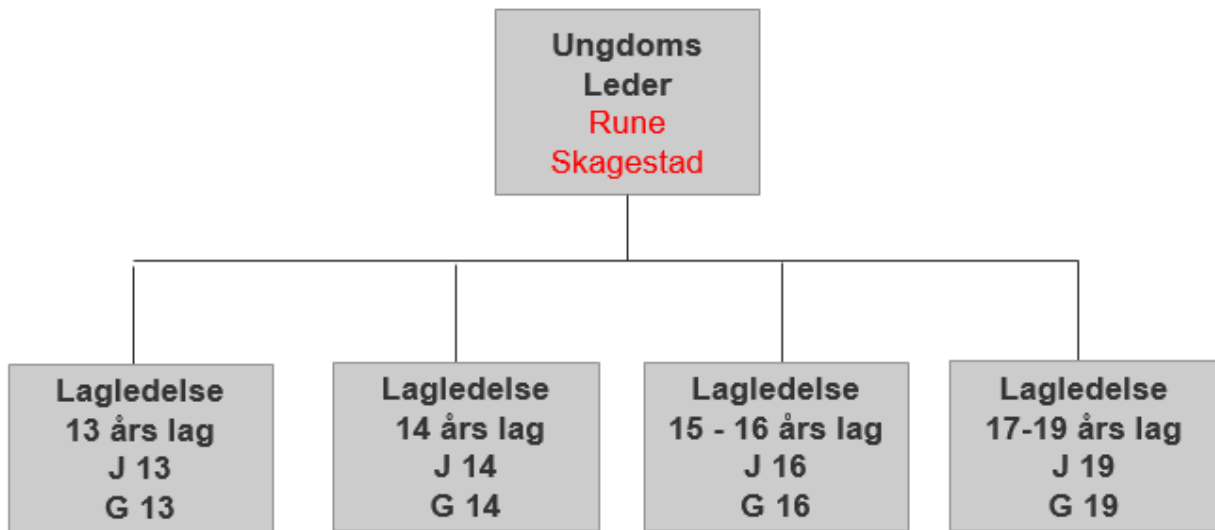 Ungdoms
Leder
Rune
Skagestad
Lagledelse
13 års lag
J 13
G 13
Lagledelse
14 års lag
J 14
G 14
Lagledelse
15 - 16 års lag
J 16
G 16
Lagledelse
17-19 års lag
J 19
G 19